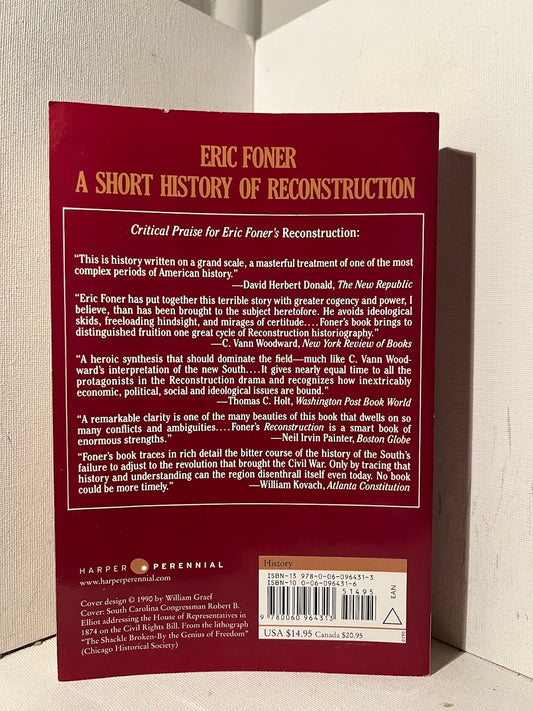 ERIC FONER
A SHORT HISTORY OF RECONSTRUCTION
Critical Praise for Eric Foner's Reconstruction:
"This is history written on a grand scale, a masterful treatment of one of the most
complex periods of American history."
—David Herbert Donald, The New Republic
"Eric Foner has put together this terrible story with greater cogency and power, I
believe, than has been brought to the subject heretofore. He avoids ideological
skids, freeloading hindsight, and mirages of certitude....Foner's book brings to
distinguished fruition one great cycle of Reconstruction historiography."
—C. Vann Woodward, New York Review of Books
"A heroic synthesis that should dominate the field—much like C. Vann Wood-
ward's interpretation of the new South....It gives nearly equal time to all the
protagonists in the Reconstruction drama and recognizes how inextricably
economic, political, social and ideological issues are bound."
—Thomas C. Holt, Washington Post Book World
"A remarkable clarity is one of the many beauties of this book that dwells on so
many conflicts and ambiguities....Foner's Reconstruction is a smart book of
enormous strengths." —Neil Irvin Painter, Boston Globe
"Foner's book traces in rich detail the bitter course of the history of the South's
failure to adjust to the revolution that brought the Civil War. Only by tracing that
history and understanding can the region disenthrall itself even today. No book
could be more timely." —William Kovach, Atlanta Constitution
HARPER PERENNIAL
www.harperperennial.com
Cover design © 1990 by William Graef
Cover: South Carolina Congressman Robert B.
Elliot addressing the House of Representatives in
1874 on the Civil Rights Bill. From the lithograph
"The Shackle Broken-By the Genius of Freedom"
(Chicago Historical Society)
History
ISBN-13 978-0-06-096431-3
ISBN-10 0-06-096431-6
51495
9 780060 964313
EAN
0190
USA $14.95 Canada $20.95